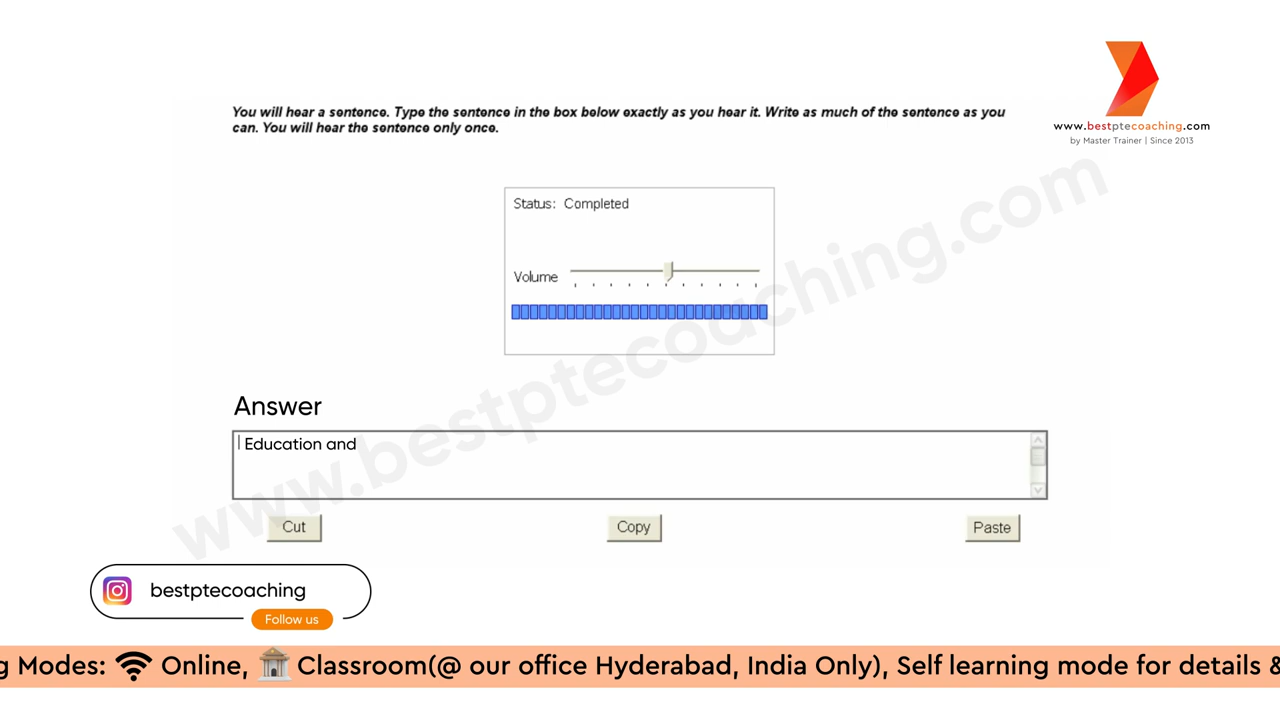 You will hear a sentence. Type the sentence in the box below exactly as you hear it. Write as much of the sentence as you
can. You will hear the sentence only once.
www.bestptecoaching.com
by Master Trainer | Since 2013
Status: Completed
Volume
www.bestptecoaching.com
Answer
Education and
Cut
Copy
Paste
bestptecoaching
Follow us
g Modes: Online, Classroom(@ our office Hyderabad, India Only), Self learning mode for details &